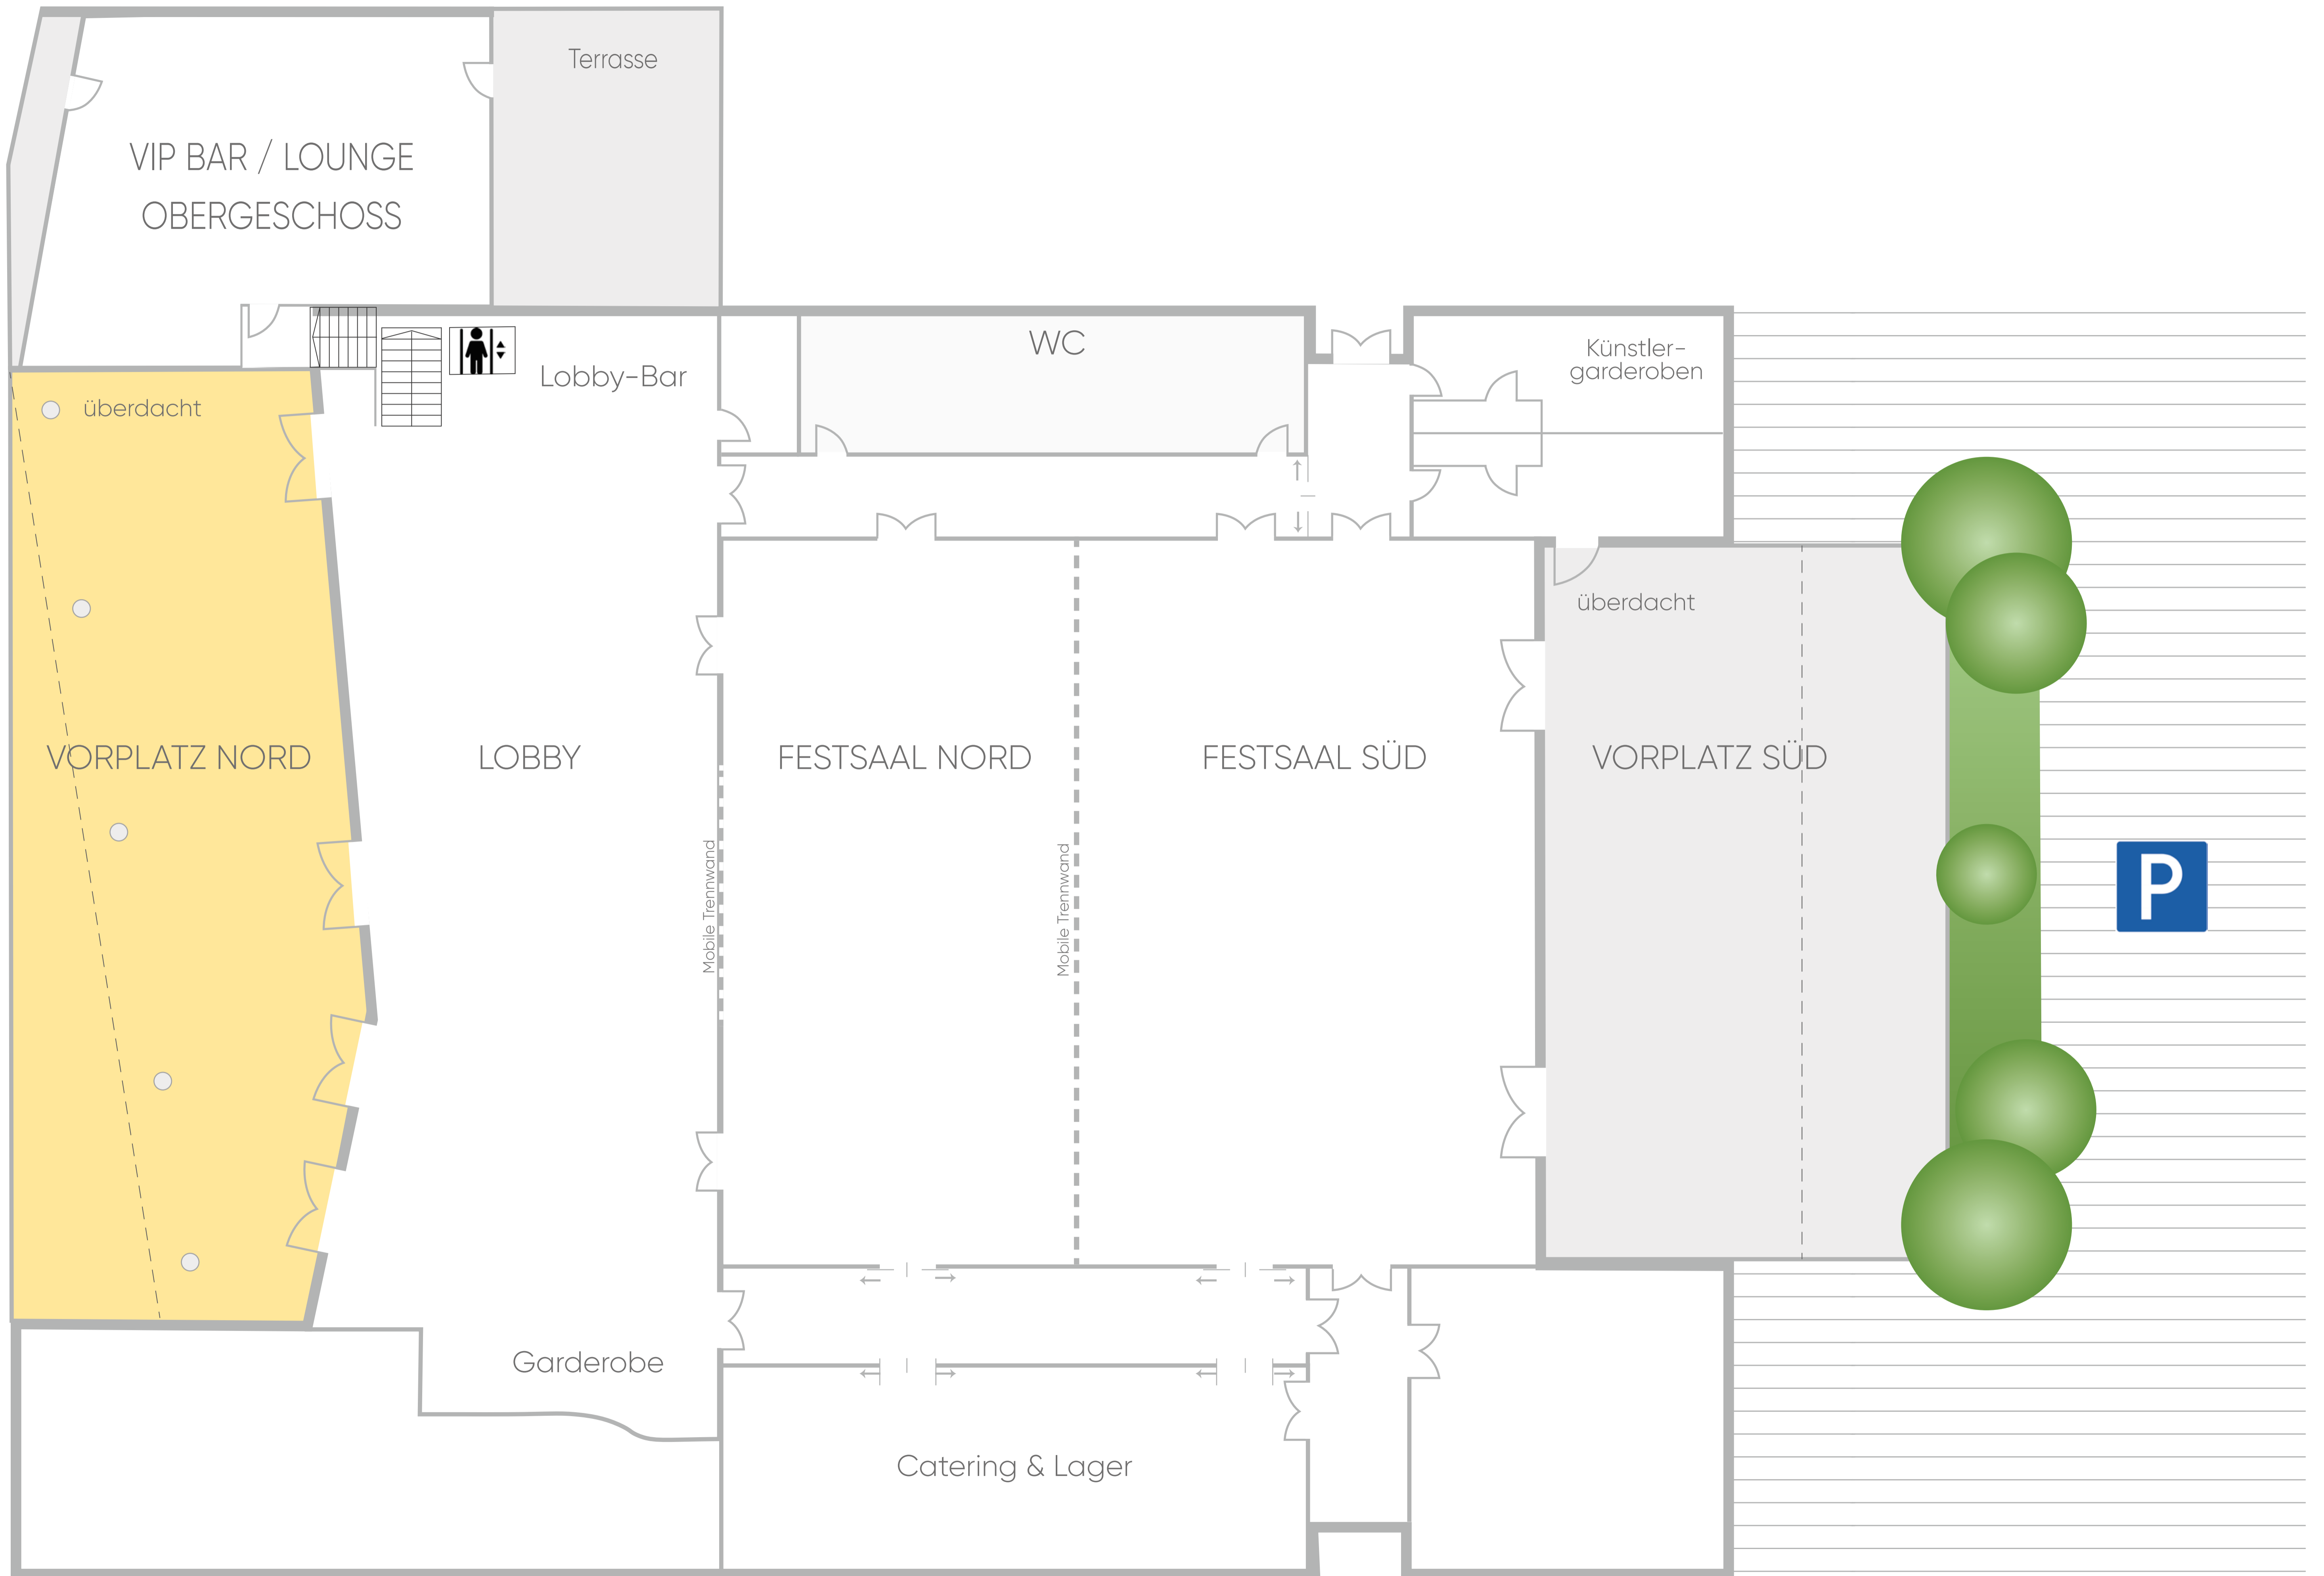 Terrasse
VIP BAR / LOUNGE
OBERGESCHOSS
WC
Künstler-
garderoben
Lobby-Bar
überdacht
überdacht
VORPLATZ NORD
LOBBY
FESTSAAL NORD
FESTSAAL SÜD
VORPLATZ SÜD
Mobile Trennwand
Mobile Trennwand
P
Garderobe
Catering & Lager